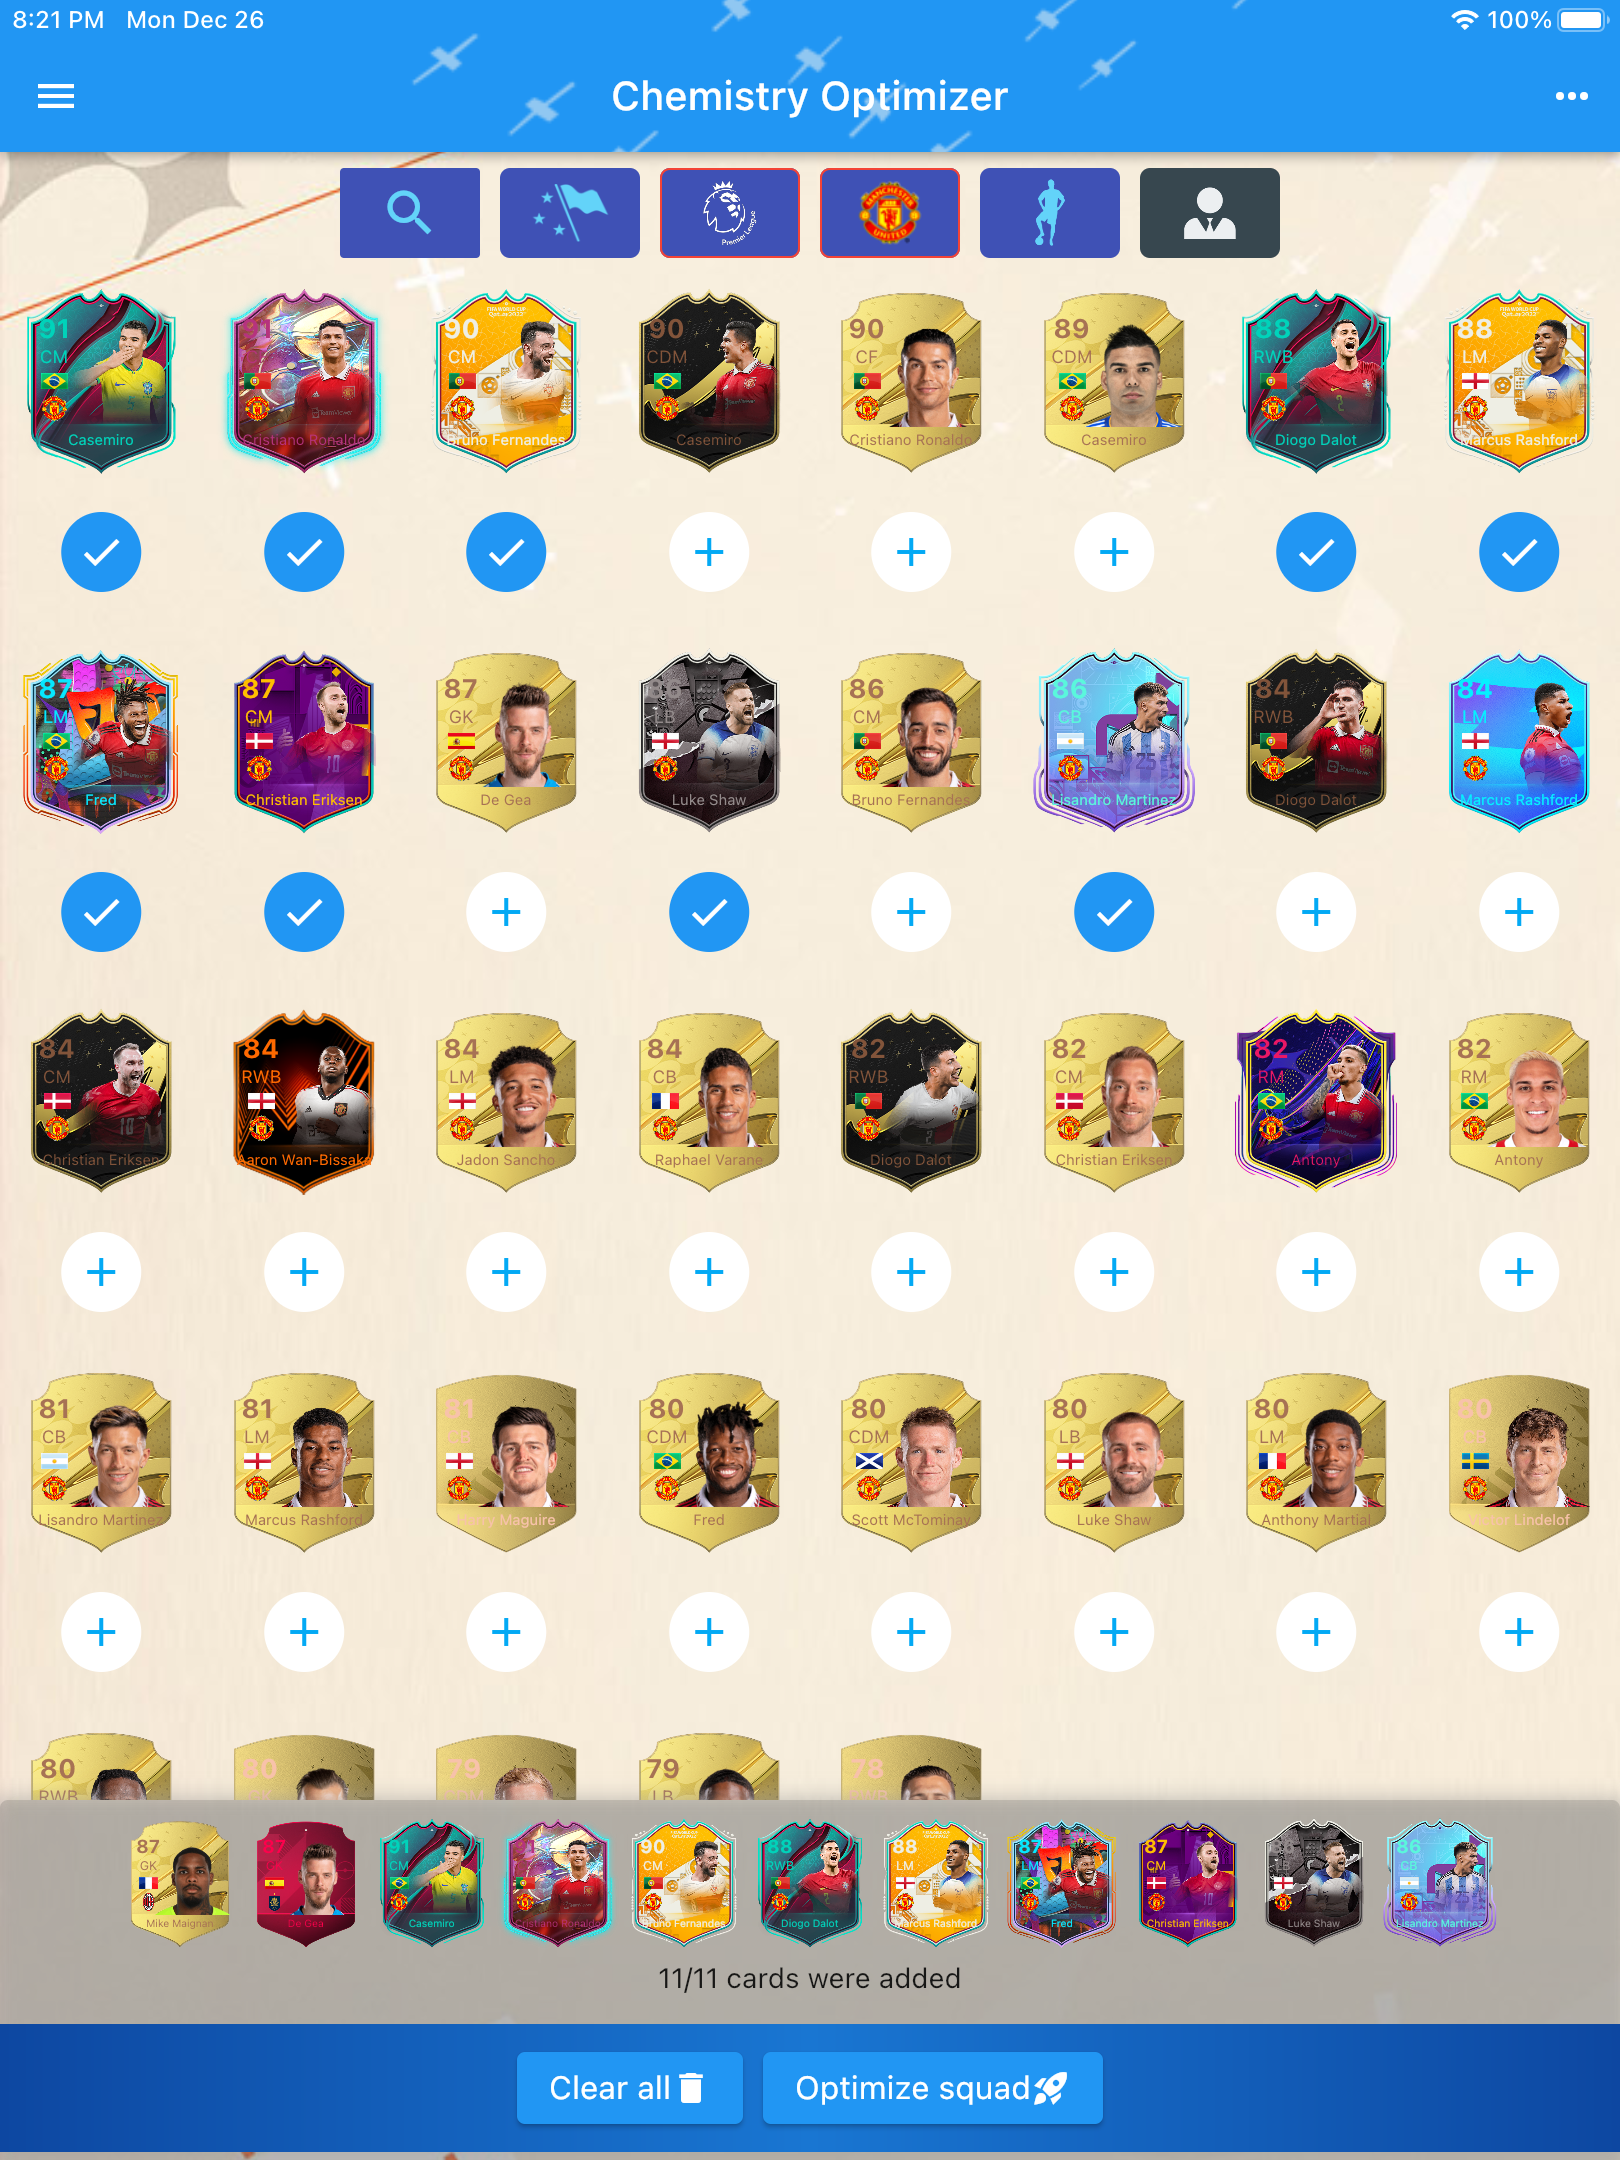 8:21 PM Mon Dec 26 100%
Chemistry Optimizer
Premier League
MANCHESTER UNITED
91 91 90 90 90 89 88 88
CM CM CDM CF CDM RWB LM
Casemiro Cristiano Ronaldo Bruno Fernandes Casemiro Cristiano Ronaldo Casemiro Diogo Dalot Marcus Rashford
87 87 87 86 86 84 84
LM CM GK LB CM CB RWB LM
Fred Christian Eriksen De Gea Luke Shaw Bruno Fernandes Lisandro Martinez Diogo Dalot Marcus Rashford
84 84 84 84 82 82 82 82
CM RWB LM CB RWB CM RM RM
Christian Eriksen Aaron Wan-Bissaka Jadon Sancho Raphael Varane Diogo Dalot Christian Eriksen Antony Antony
81 81 81 80 80 80 80 80
CB LM CB CDM CDM LB LM CB
Lisandro Martinez Marcus Rashford Harry Maguire Fred Scott McTominay Luke Shaw Anthony Martial Victor Lindelof
80 80 79 79 78
RWB LB
87 87 91 90 88 88 87 87 86
GK CM CM RWB LM LM CM CB
Mike Maignan De Gea Casemiro Cristiano Ronaldo Bruno Fernandes Diogo Dalot Marcus Rashford Fred Christian Eriksen Luke Shaw Lisandro Martinez
11/11 cards were added
Clear all Optimize squad